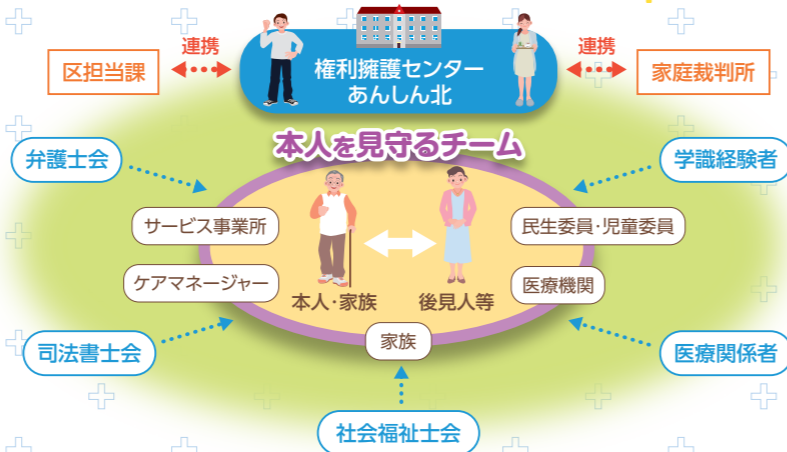 連携
連携
区担当課
権利擁護センター
あんしん北
家庭裁判所
本人を見守るチーム
弁護士会
学識経験者
サービス事業所
民生委員・児童委員
ケアマネージャー
医療機関
本人・家族
後見人等
家族
司法書士会
医療関係者
社会福祉士会